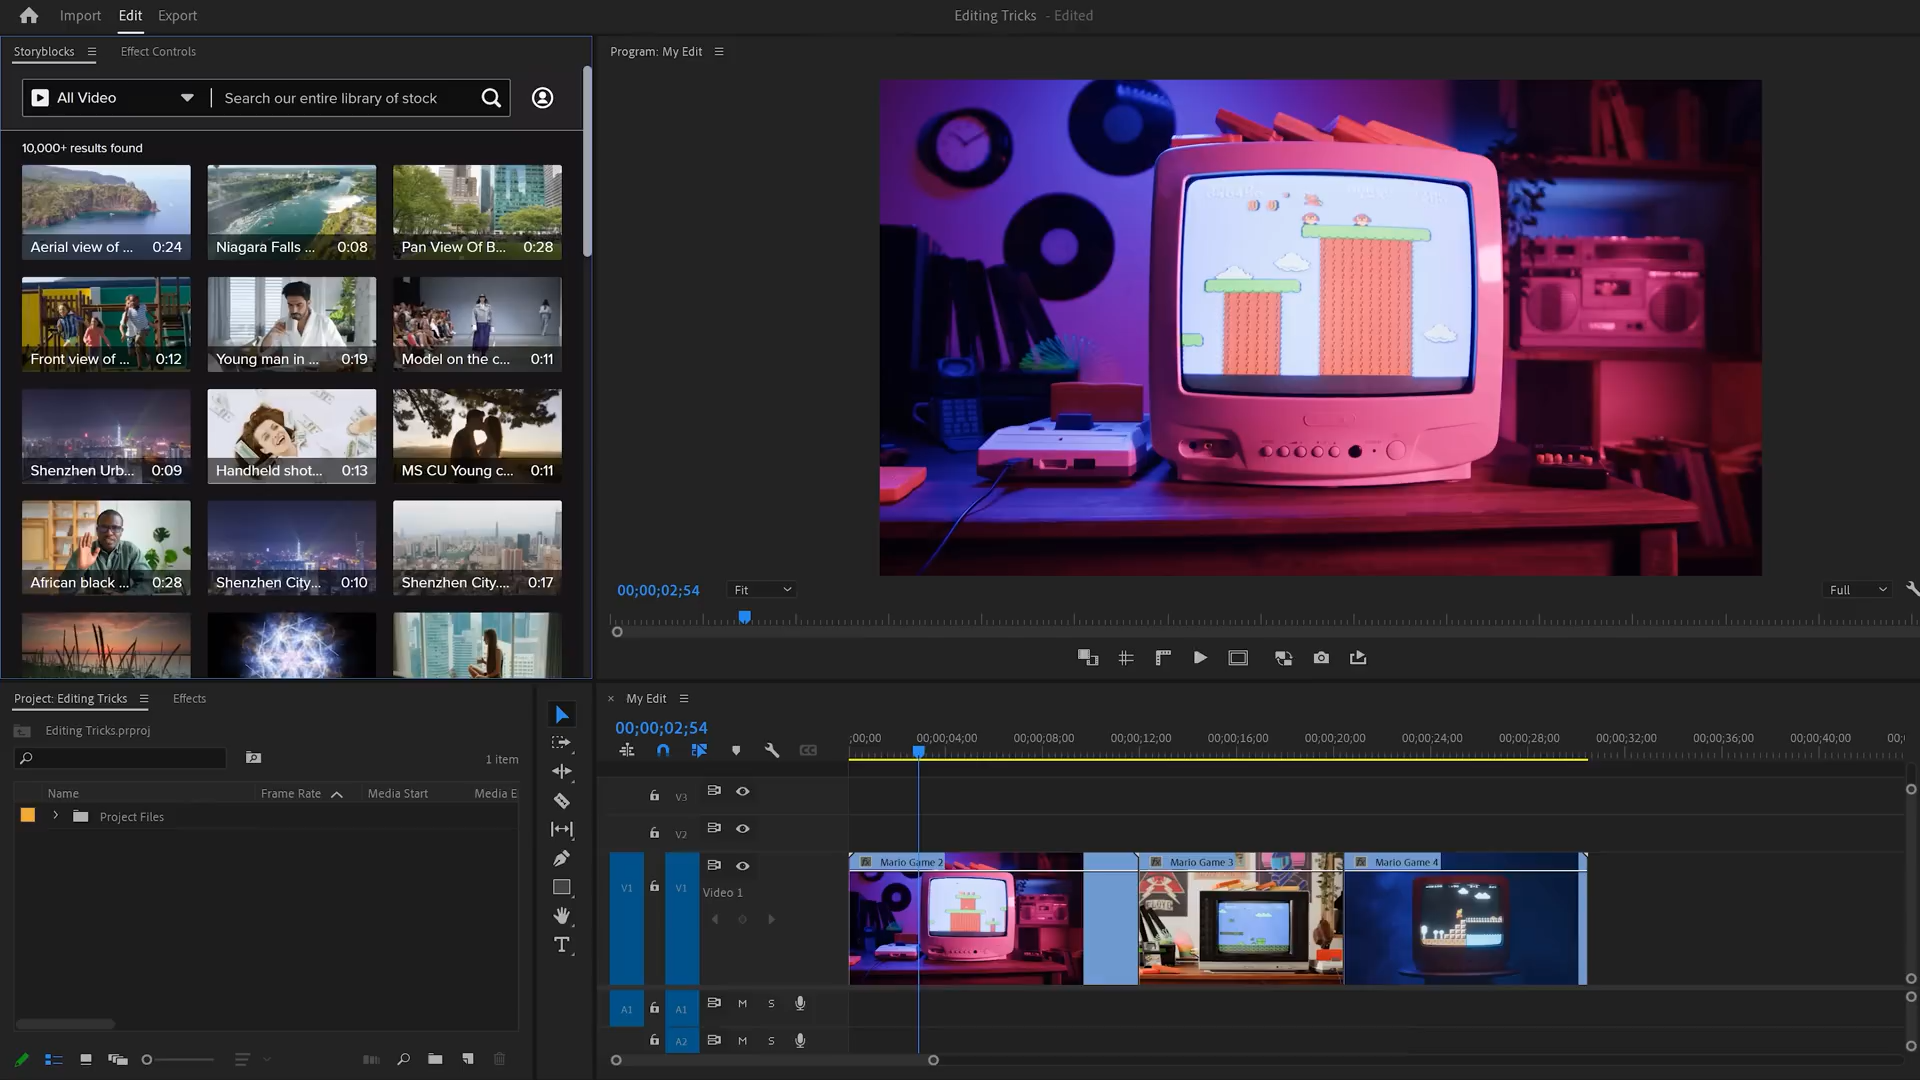 Import Edit Export
Editing Tricks - Edited
Storyblocks Effect Controls
All Video
Search our entire library of stock
10,000+ results found
Aerial view of ... 0:24
Niagara Falls ... 0:08
Pan View Of B... 0:28
Front view of ... 0:12
Young man in ... 0:19
Model on the c... 0:11
Shenzhen Urb... 0:09
Handheld shot... 0:13
MS CU Young c... 0:11
African black ... 0:28
Shenzhen City... 0:10
Shenzhen City.... 0:17
Program: My Edit
00;00;02;54
Fit
Full
Project: Editing Tricks Effects
Editing Tricks.prproj
1 item
Name Frame Rate Media Start Media E
Project Files
× My Edit
00;00;02;54
;00;00 00;00;04;00 00;00;08;00 00;00;12;00 00;00;16;00 00;00;20;00 00;00;24;00 00;00;28;00 00;00;32;00 00;00;36;00 00;00;40;00 00;
V3
V2
V1 V1
Video 1
Mario Game 2
Mario Game 3
Mario Game 4
A1 A1 M S
A2 M S